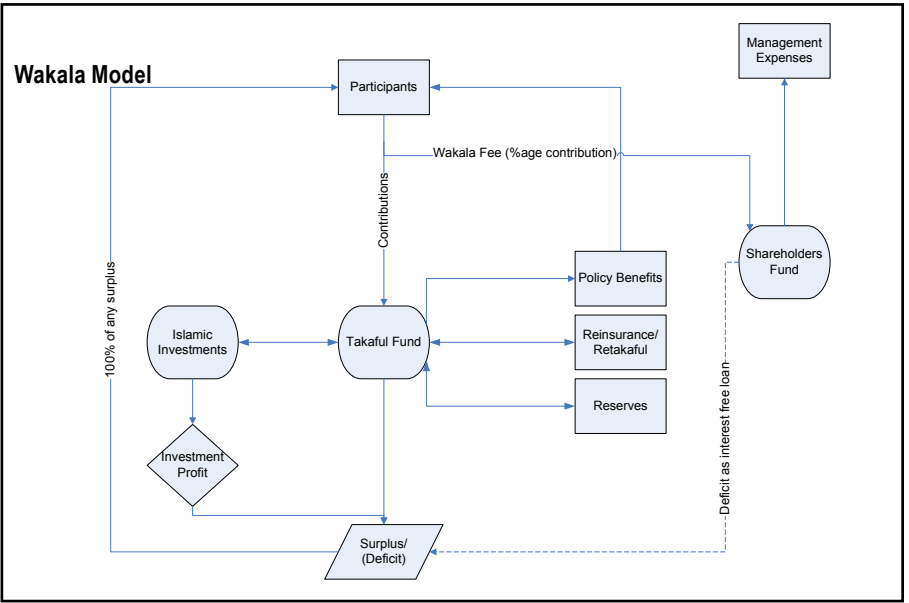 Management
Expenses
Wakala Model
Participants
Wakala Fee (%age contribution)
Contributions
Shareholders
Fund
Policy Benefits
100% of any surplus
Islamic
Investments
Takaful Fund
Reinsurance/
Retakaful
Deficit as interest free loan
Reserves
Investment
Profit
Surplus/
(Deficit)